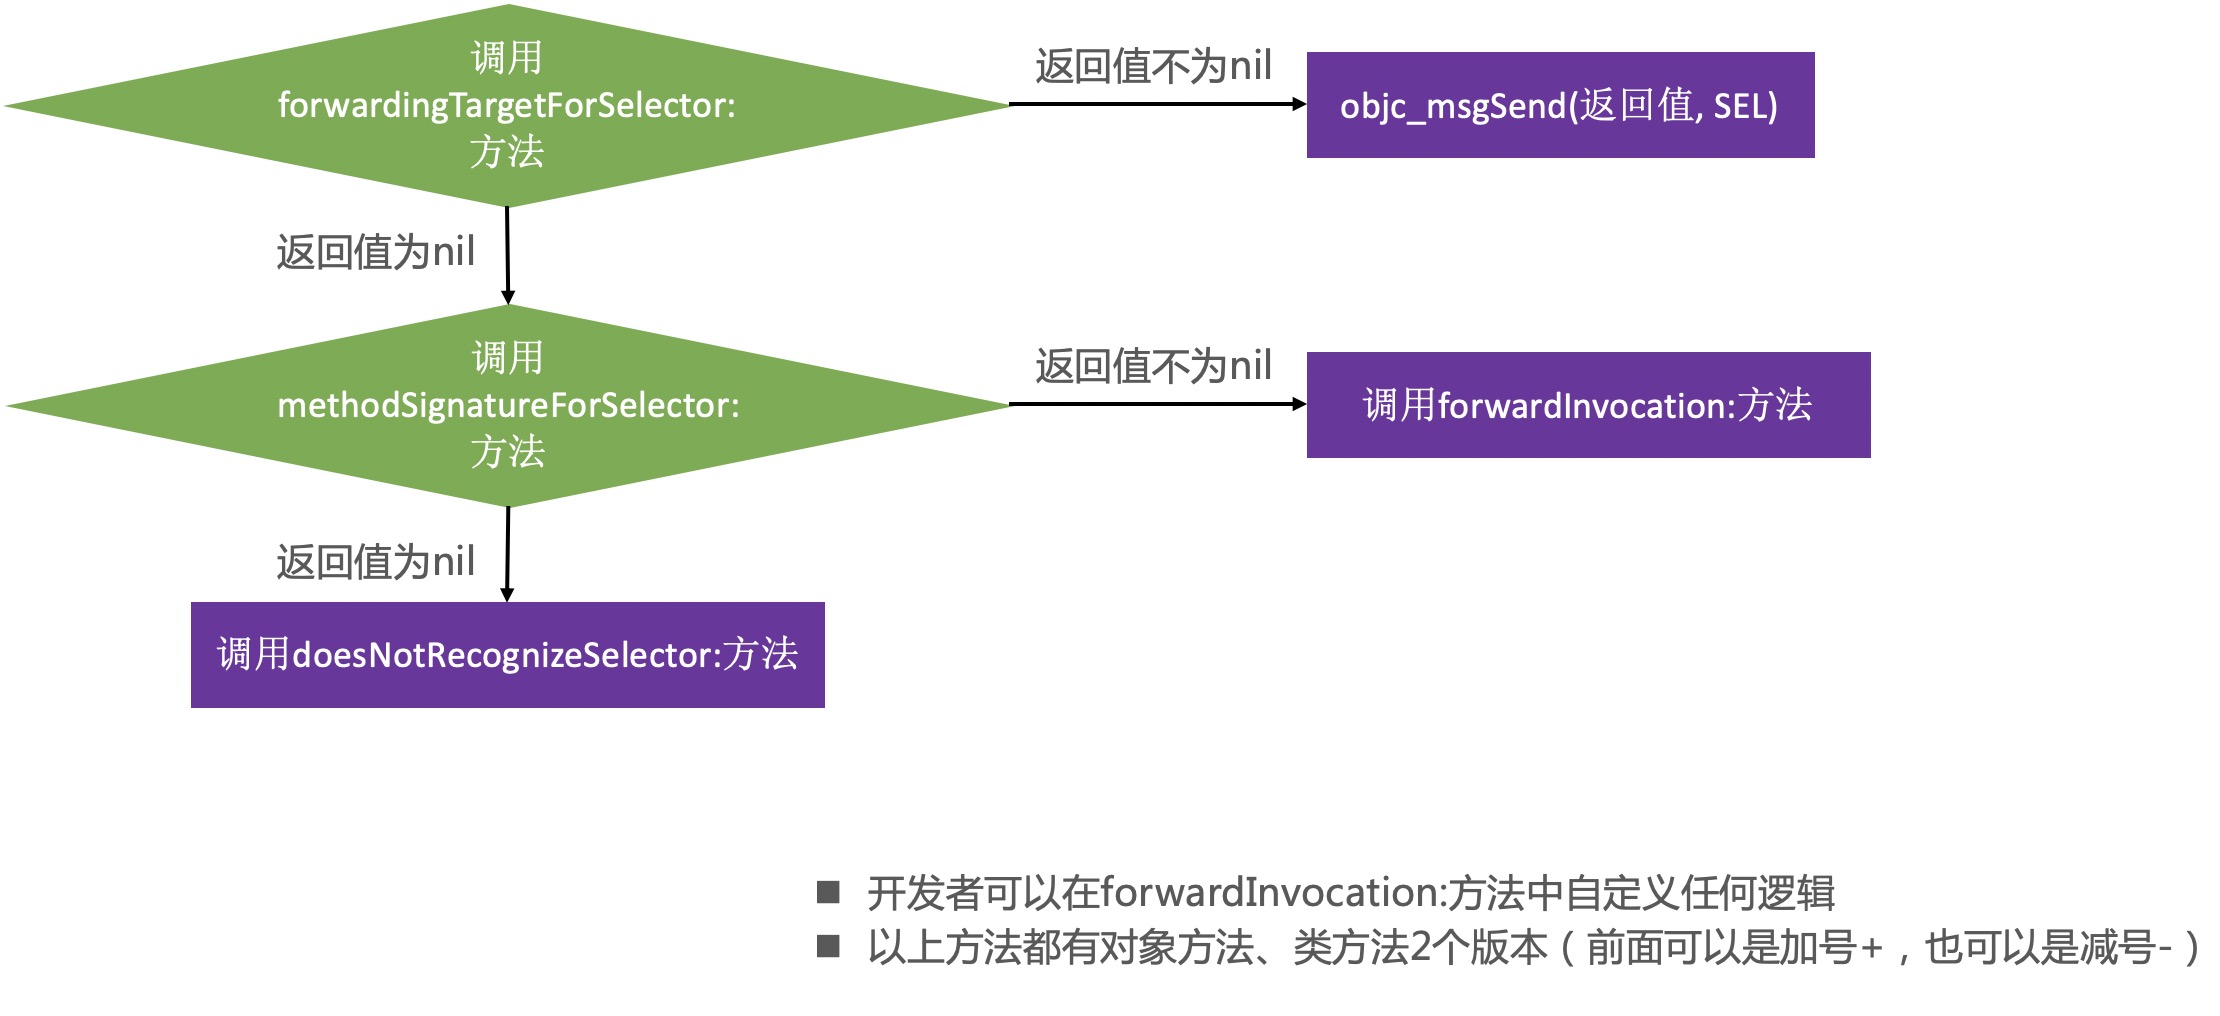 调用
forwardingTargetForSelector:
方法
返回值不为nil
objc_msgSend(返回值, SEL)
返回值为nil
调用
methodSignatureForSelector:
方法
返回值不为nil
调用forwardInvocation:方法
返回值为nil
调用doesNotRecognizeSelector:方法
■ 开发者可以在forwardInvocation:方法中自定义任何逻辑
■ 以上方法都有对象方法、类方法2个版本（前面可以是加号+，也可以是减号-）